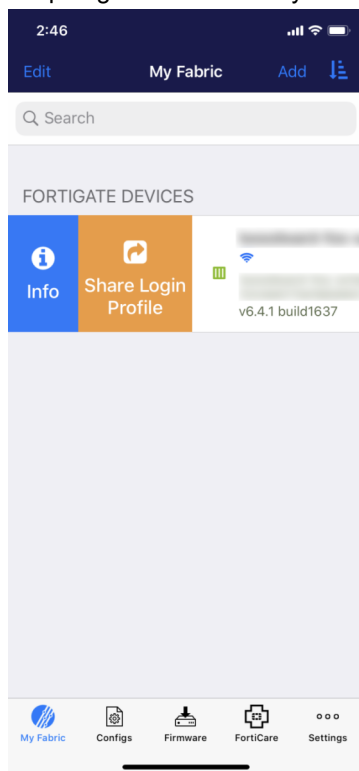 2:46
Edit My Fabric Add
Search
FORTIGATE DEVICES
Info
Share Login
Profile
v6.4.1 build1637
My Fabric Configs Firmware FortiCare Settings